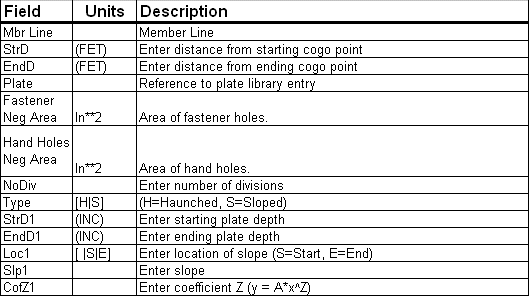 Field Units Description
Mbr Line Member Line
StrD (FET) Enter distance from starting cogo point
EndD (FET) Enter distance from ending cogo point
Plate Reference to plate library entry
Fastener
Neg Area In**2 Area of fastener holes.
Hand Holes
Neg Area
In**2 Area of hand holes.
NoDiv Enter number of divisions
Type [H|S] (H=Haunched, S=Sloped)
StrD1 (INC) Enter starting plate depth
EndD1 (INC) Enter ending plate depth
Loc1 [ |S|E] Enter location of slope (S=Start, E=End)
Slp1 Enter slope
CofZ1 Enter coefficient Z (y = A*x^Z)